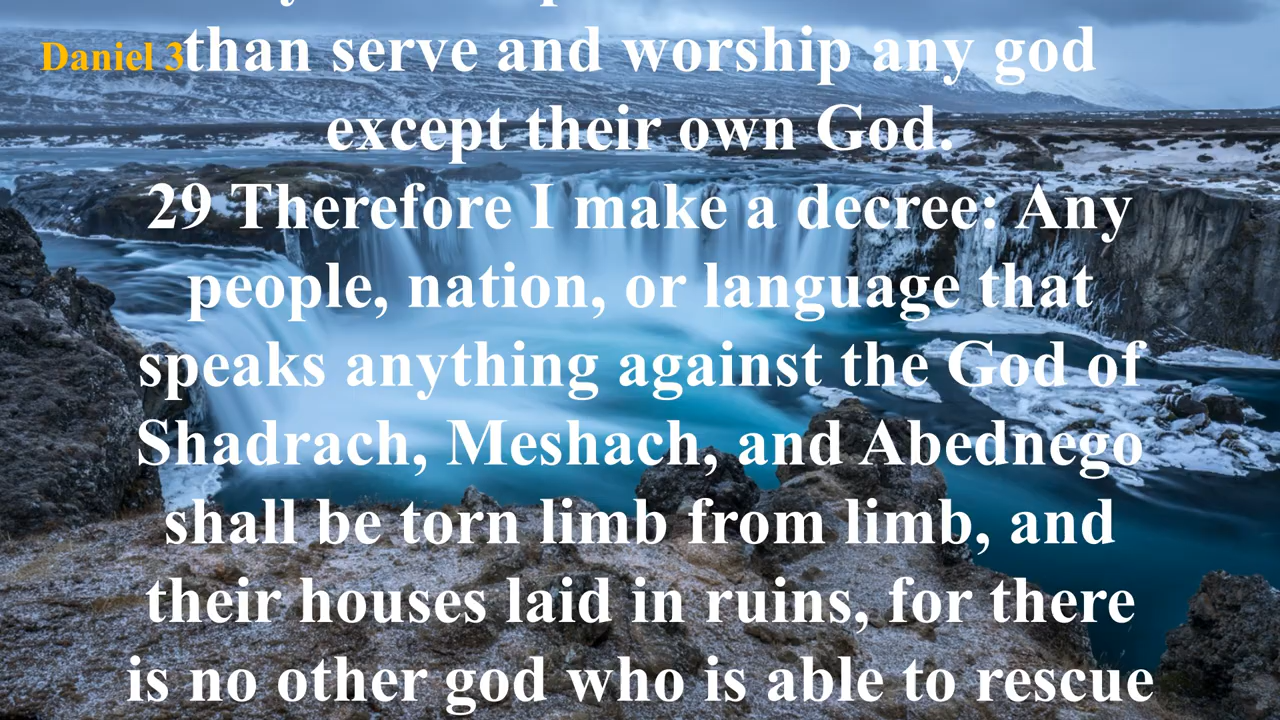 Daniel 3
than serve and worship any god
except their own God.
29 Therefore I make a decree: Any
people, nation, or language that
speaks anything against the God of
Shadrach, Meshach, and Abednego
shall be torn limb from limb, and
their houses laid in ruins, for there
is no other god who is able to rescue